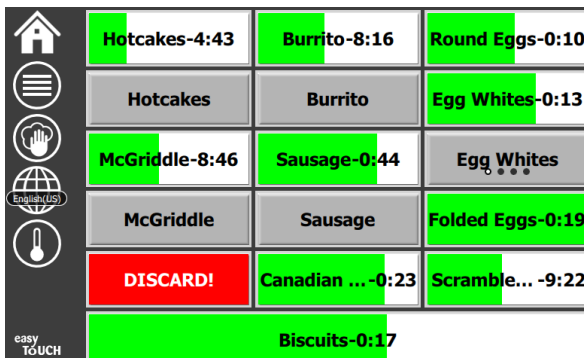 Hotcakes-4:43
Burrito-8:16
Round Eggs-0:10
Hotcakes
Burrito
Egg Whites-0:13
McGriddle-8:46
Sausage-0:44
Egg Whites
English(US)
McGriddle
Sausage
Folded Eggs-0:19
DISCARD!
Canadian ...-0:23
Scramble... -9:22
easy
TOUCH
Biscuits-0:17